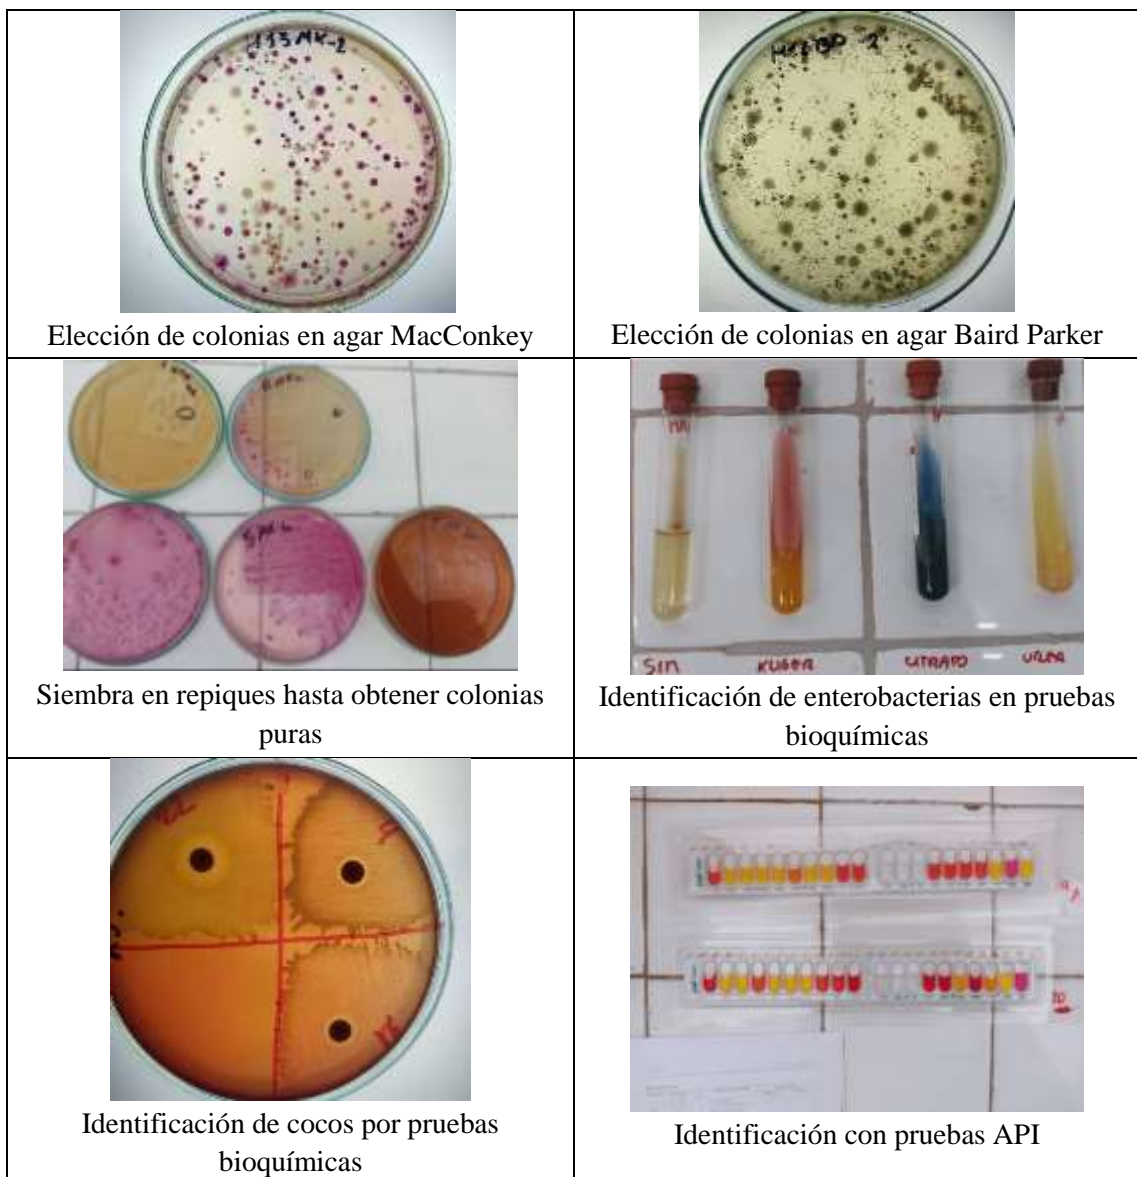 Elección de colonias en agar MacConkey
Elección de colonias en agar Baird Parker
SIM
CITRATO
UREA
Siembra en repiques hasta obtener colonias
puras
Identificación de enterobacterias en pruebas
bioquímicas
Identificación de cocos por pruebas
bioquímicas
Identificación con pruebas API